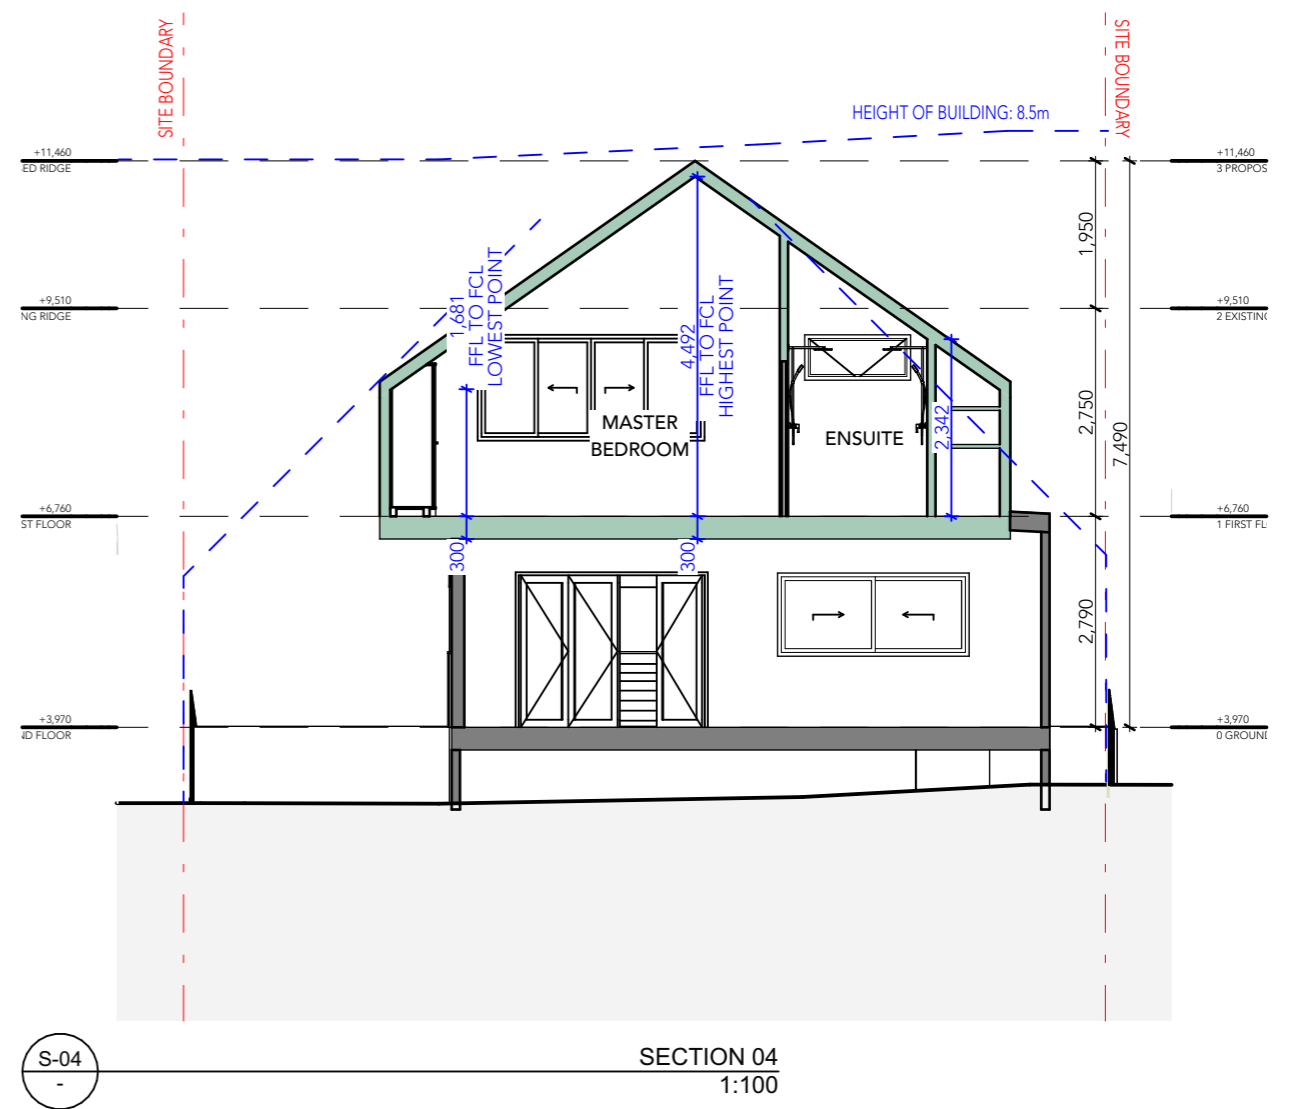 SITE BOUNDARY
SITE BOUNDARY
HEIGHT OF BUILDING: 8.5m
+11,460
ED RIDGE
+11,460
3 PROPOS
1,950
+9,510
NG RIDGE
+9,510
2 EXISTING
1,681
FFL TO FCL
LOWEST POINT
4,492
FFL TO FCL
HIGHEST POINT
MASTER
BEDROOM
ENSUITE
2,342
2,750
7,490
+6,760
ST FLOOR
+6,760
1 FIRST FL
300
300
2,790
+3,970
ND FLOOR
+3,970
0 GROUN
S-04
-
SECTION 04
1:100